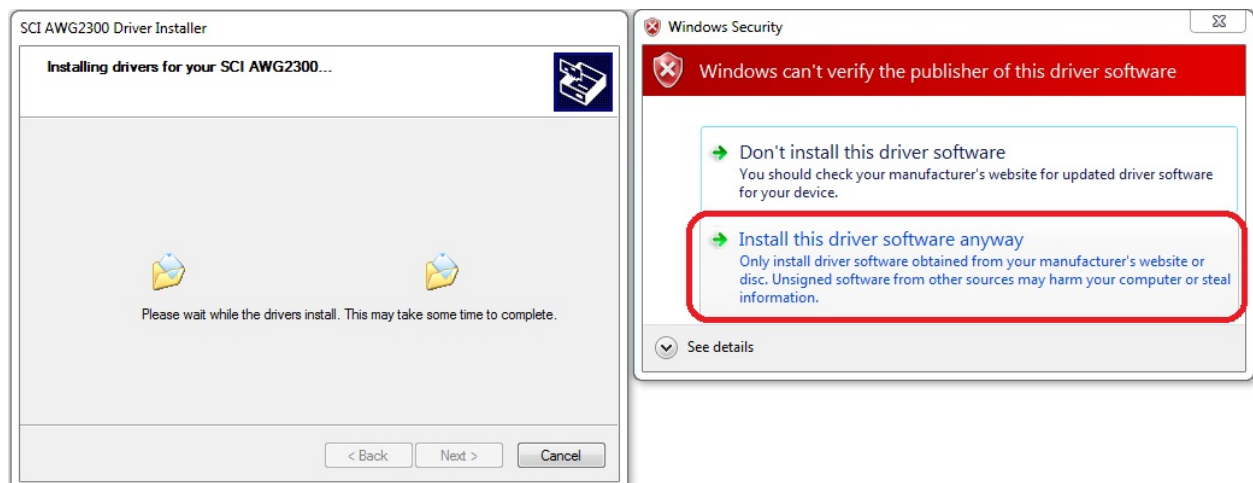 SCI AWG2300 Driver Installer
Installing drivers for your SCI AWG2300...
Please wait while the drivers install. This may take some time to complete.
< Back
Next >
Cancel
Windows Security
Windows can't verify the publisher of this driver software
Don't install this driver software
You should check your manufacturer's website for updated driver software
for your device.
Install this driver software anyway
Only install driver software obtained from your manufacturer's website or
disc. Unsigned software from other sources may harm your computer or steal
information.
See details